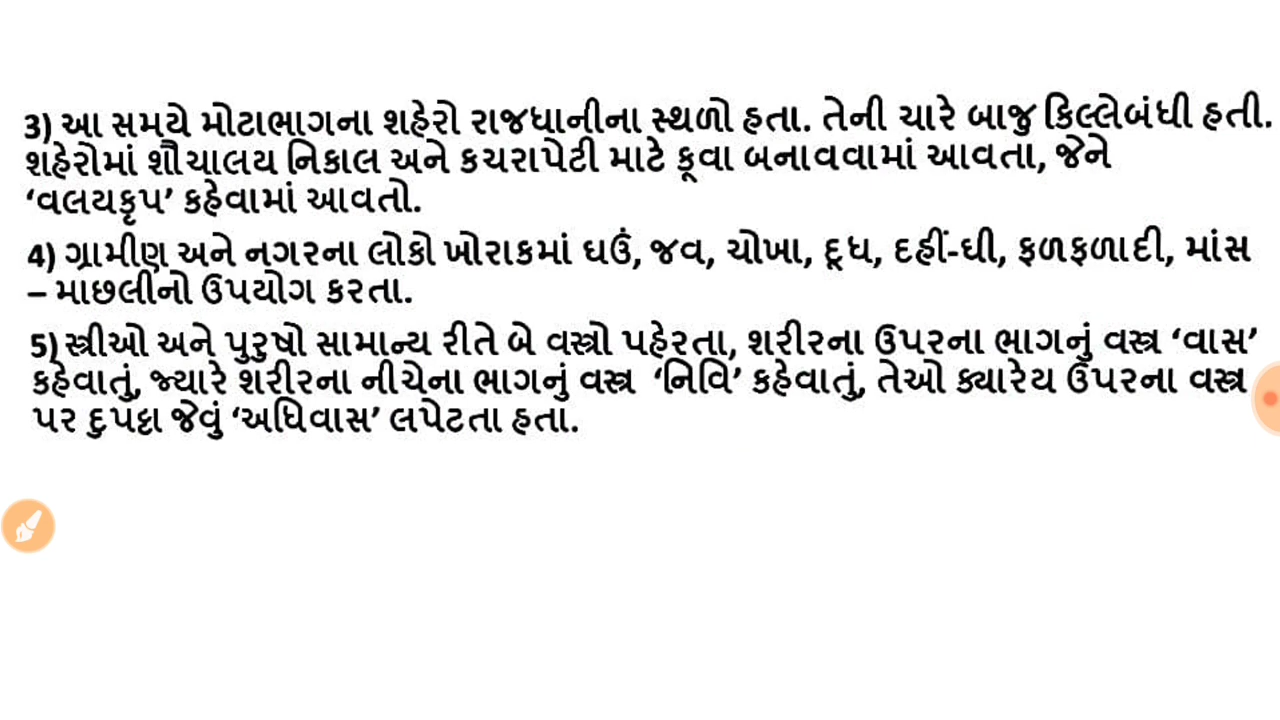 3) આ સમયે મોટાભાગના શહેરો રાજધાનીના સ્થળો હતા. તેની ચારે બાજુ કિલ્લેબંધી હતી.
શહેરોમાં શૌચાલય નિકાલ અને કચરાપેટી માટે કૂવા બનાવવામાં આવતા, જેને
‘વલયકૃપ’ કહેવામાં આવતો.
4) ગ્રામીણ અને નગરના લોકો ખોરાકમાં ઘઉં, જવ, ચોખા, દૂધ, દહીં-ઘી, ફળફળાદી, માંસ
– માછલીનો ઉપયોગ કરતા.
5) સ્ત્રીઓ અને પુરુષો સામાન્ય રીતે બે વસ્ત્રો પહેરતા, શરીરના ઉપરના ભાગનું વસ્ત્ર ‘વાસ’
કહેવાતું, જ્યારે શરીરના નીચેના ભાગનું વસ્ત્ર ‘નિવિ’ કહેવાતું, તેઓ ક્યારેય ઉપરના વસ્ત્ર
પર દુપટ્ટા જેવું ‘અધિવાસ’ લપેટતા હતા.